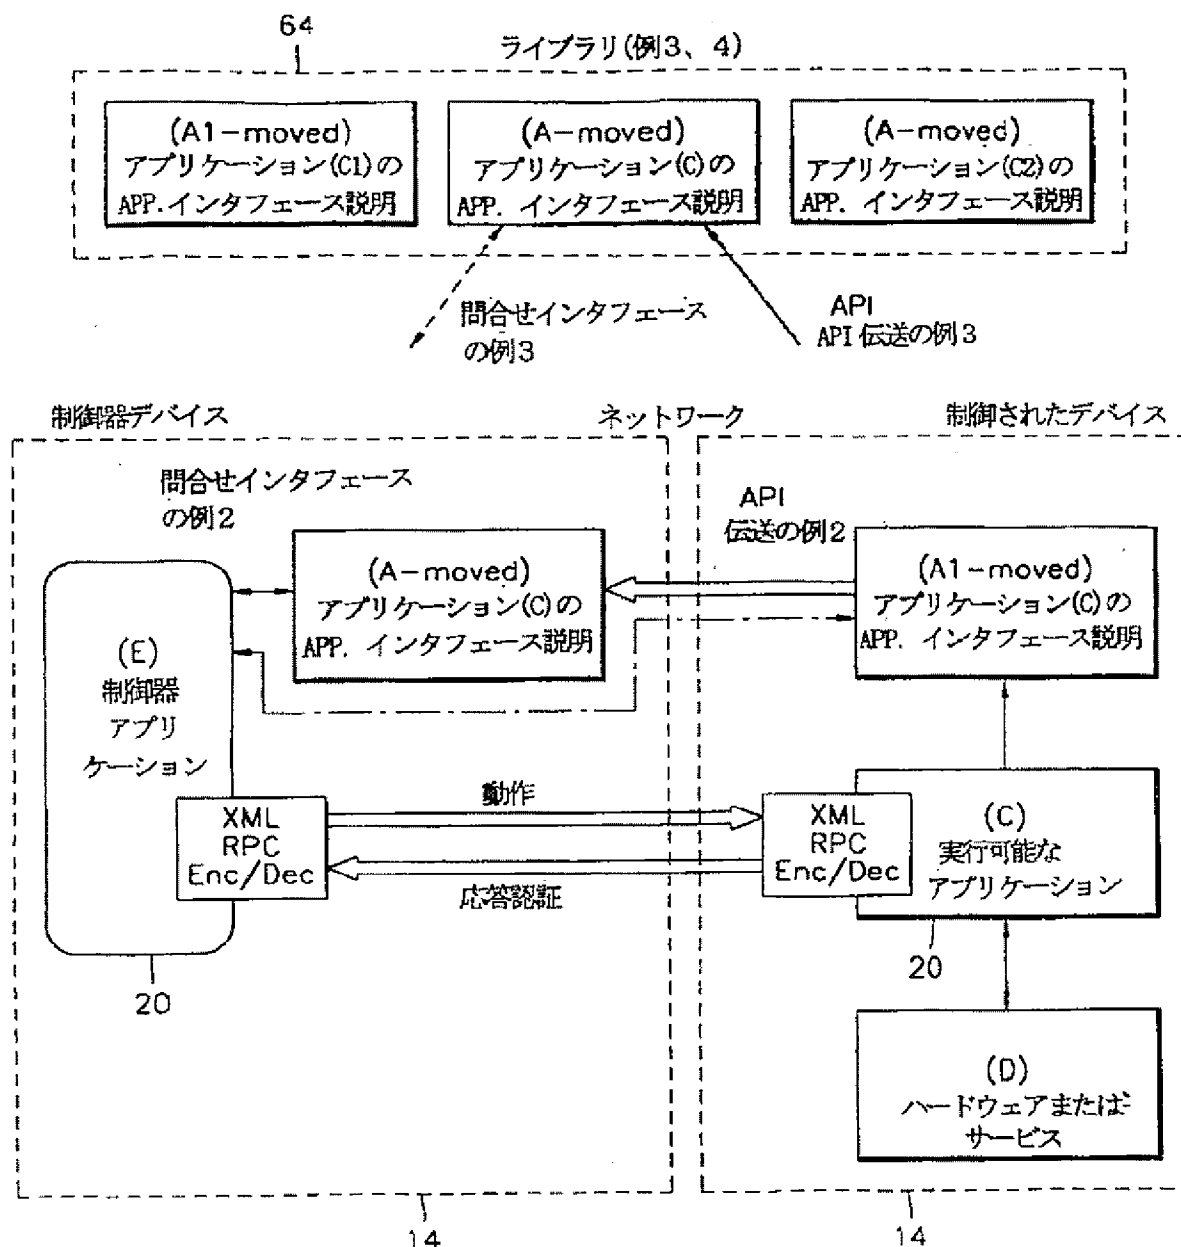 64
ライブラリ(例3、4)
(A1-moved)
アプリケーション(C1)の
APP.インタフェース説明
(A-moved)
アプリケーション(C)の
APP. インタフェース説明
(A-moved)
アプリケーション(C2)の
APP. インタフェース説明
問合せインタフェース
の例3
API
API 伝送の例3
制御器デバイス
ネットワーク
制御されたデバイス
問合せインタフェース
の例2
API
伝送の例2
(A-moved)
アプリケーション(C)の
APP. インタフェース説明
(A1-moved)
アプリケーション(C)の
APP. インタフェース説明
(E)
制御器
アプリ
ケーション
XML
RPC
Enc/Dec
動作
応答認証
XML
RPC
Enc/Dec
(C)
実行可能な
アプリケーション
20
20
(D)
ハードウェアまたは
サービス
14
14